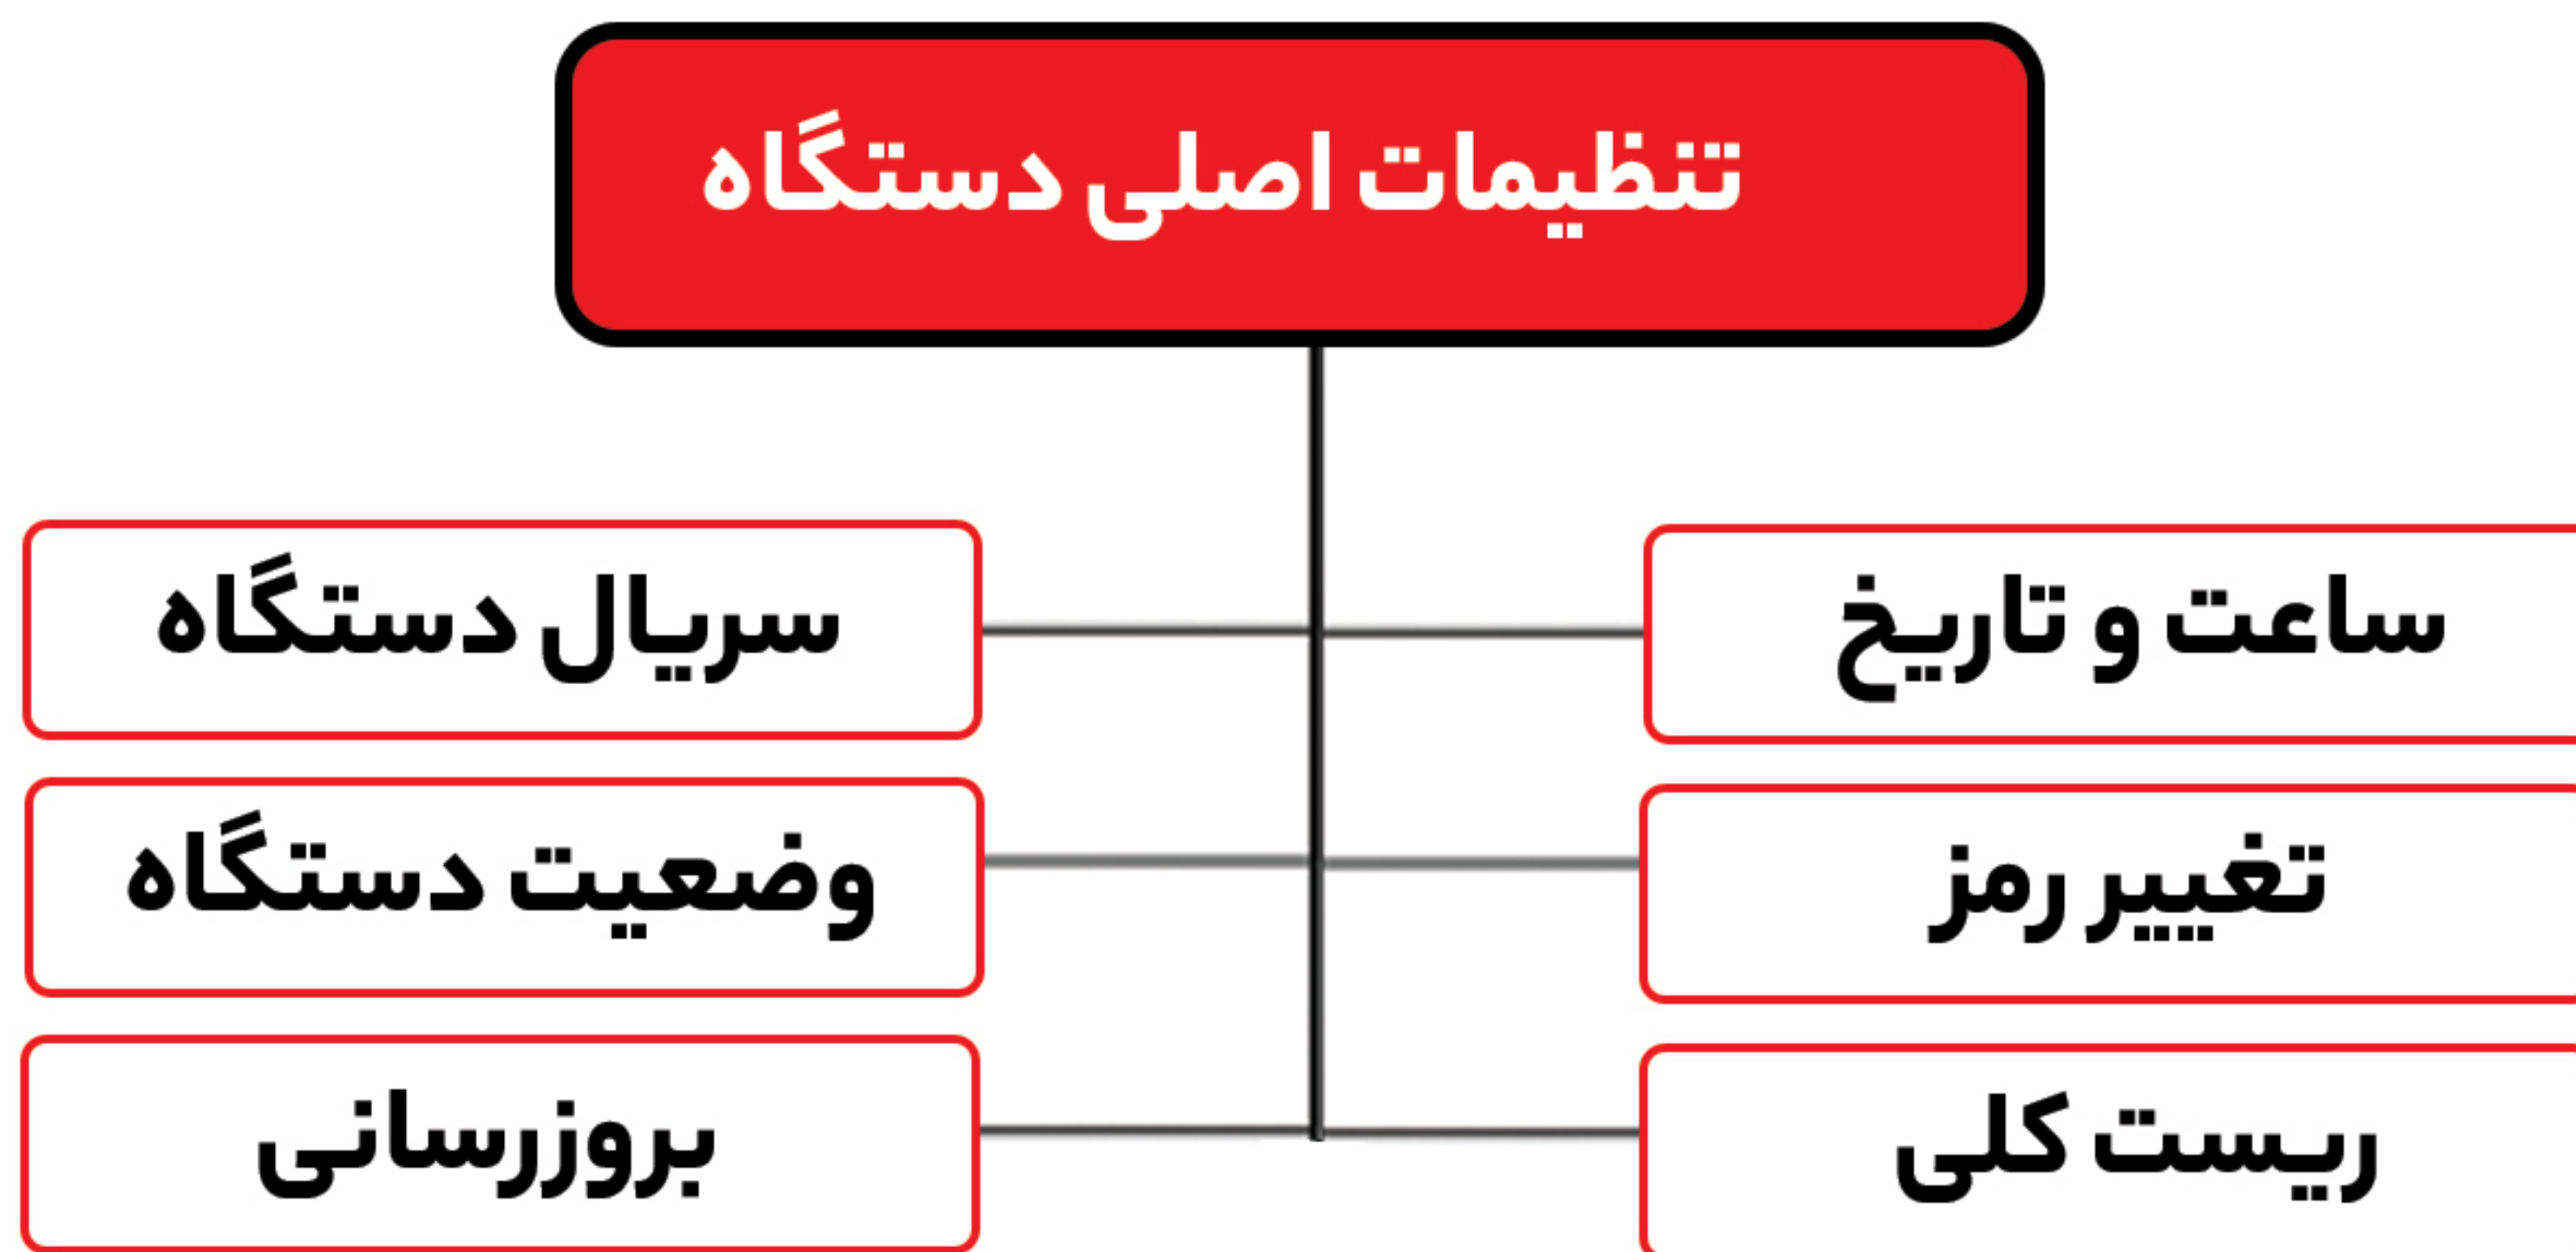 تنظیمات اصلی دستگاه
ساعت و تاریخ
سریال دستگاه
تغییر رمز
وضعیت دستگاه
ریست کلی
بروزرسانی